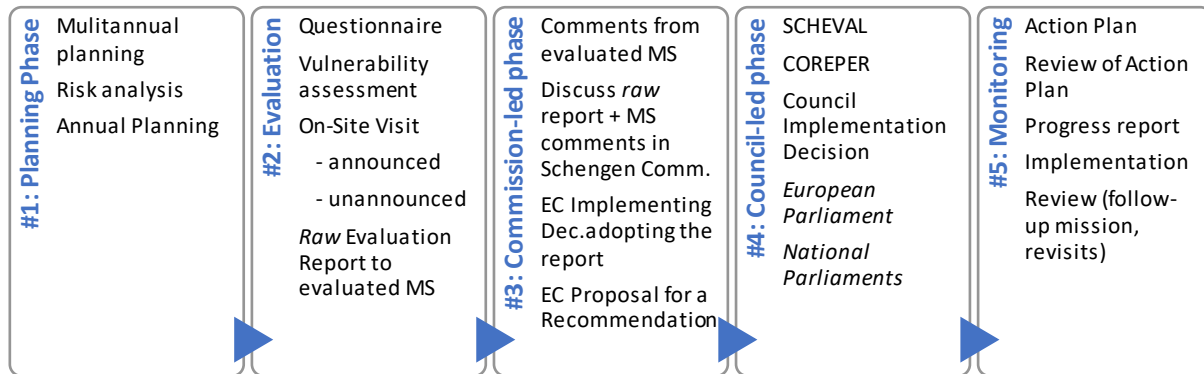 #1: Planning Phase
Mulitannual
planning
Risk analysis
Annual Planning
#2: Evaluation
Questionnaire
Vulnerability
assessment
On-Site Visit
- announced
- unannounced
Raw Evaluation
Report to
evaluated MS
#3: Commission-led phase
Comments from
evaluated MS
Discuss raw
report + MS
comments in
Schengen Comm.
EC Implementing
Dec.adopting the
report
EC Proposal for a
Recommendation
#4: Council-led phase
SCHEVAL
COREPER
Council
Implementation
Decision
European
Parliament
National
Parliaments
#5: Monitoring
Action Plan
Review of Action
Plan
Progress report
Implementation
Review (follow-
up mission,
revisits)